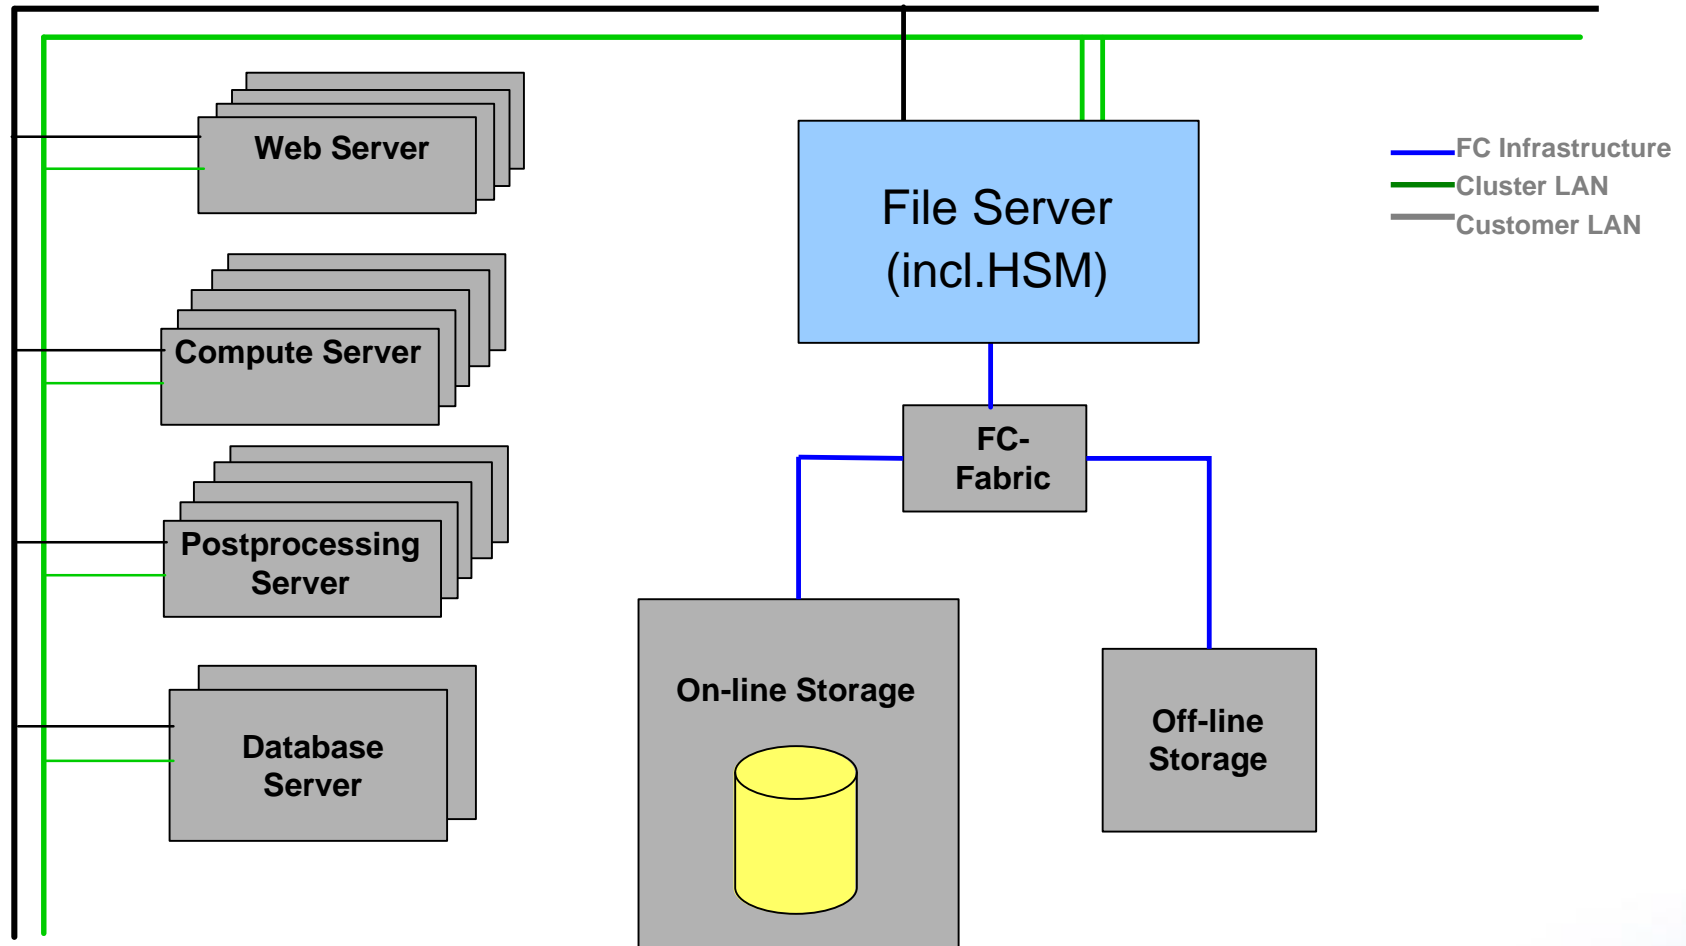 Web Server
File Server
(incl.HSM)
FC Infrastructure
Cluster LAN
Customer LAN
Compute Server
FC-
Fabric
Postprocessing
Server
On-line Storage
Off-line
Storage
Database
Server